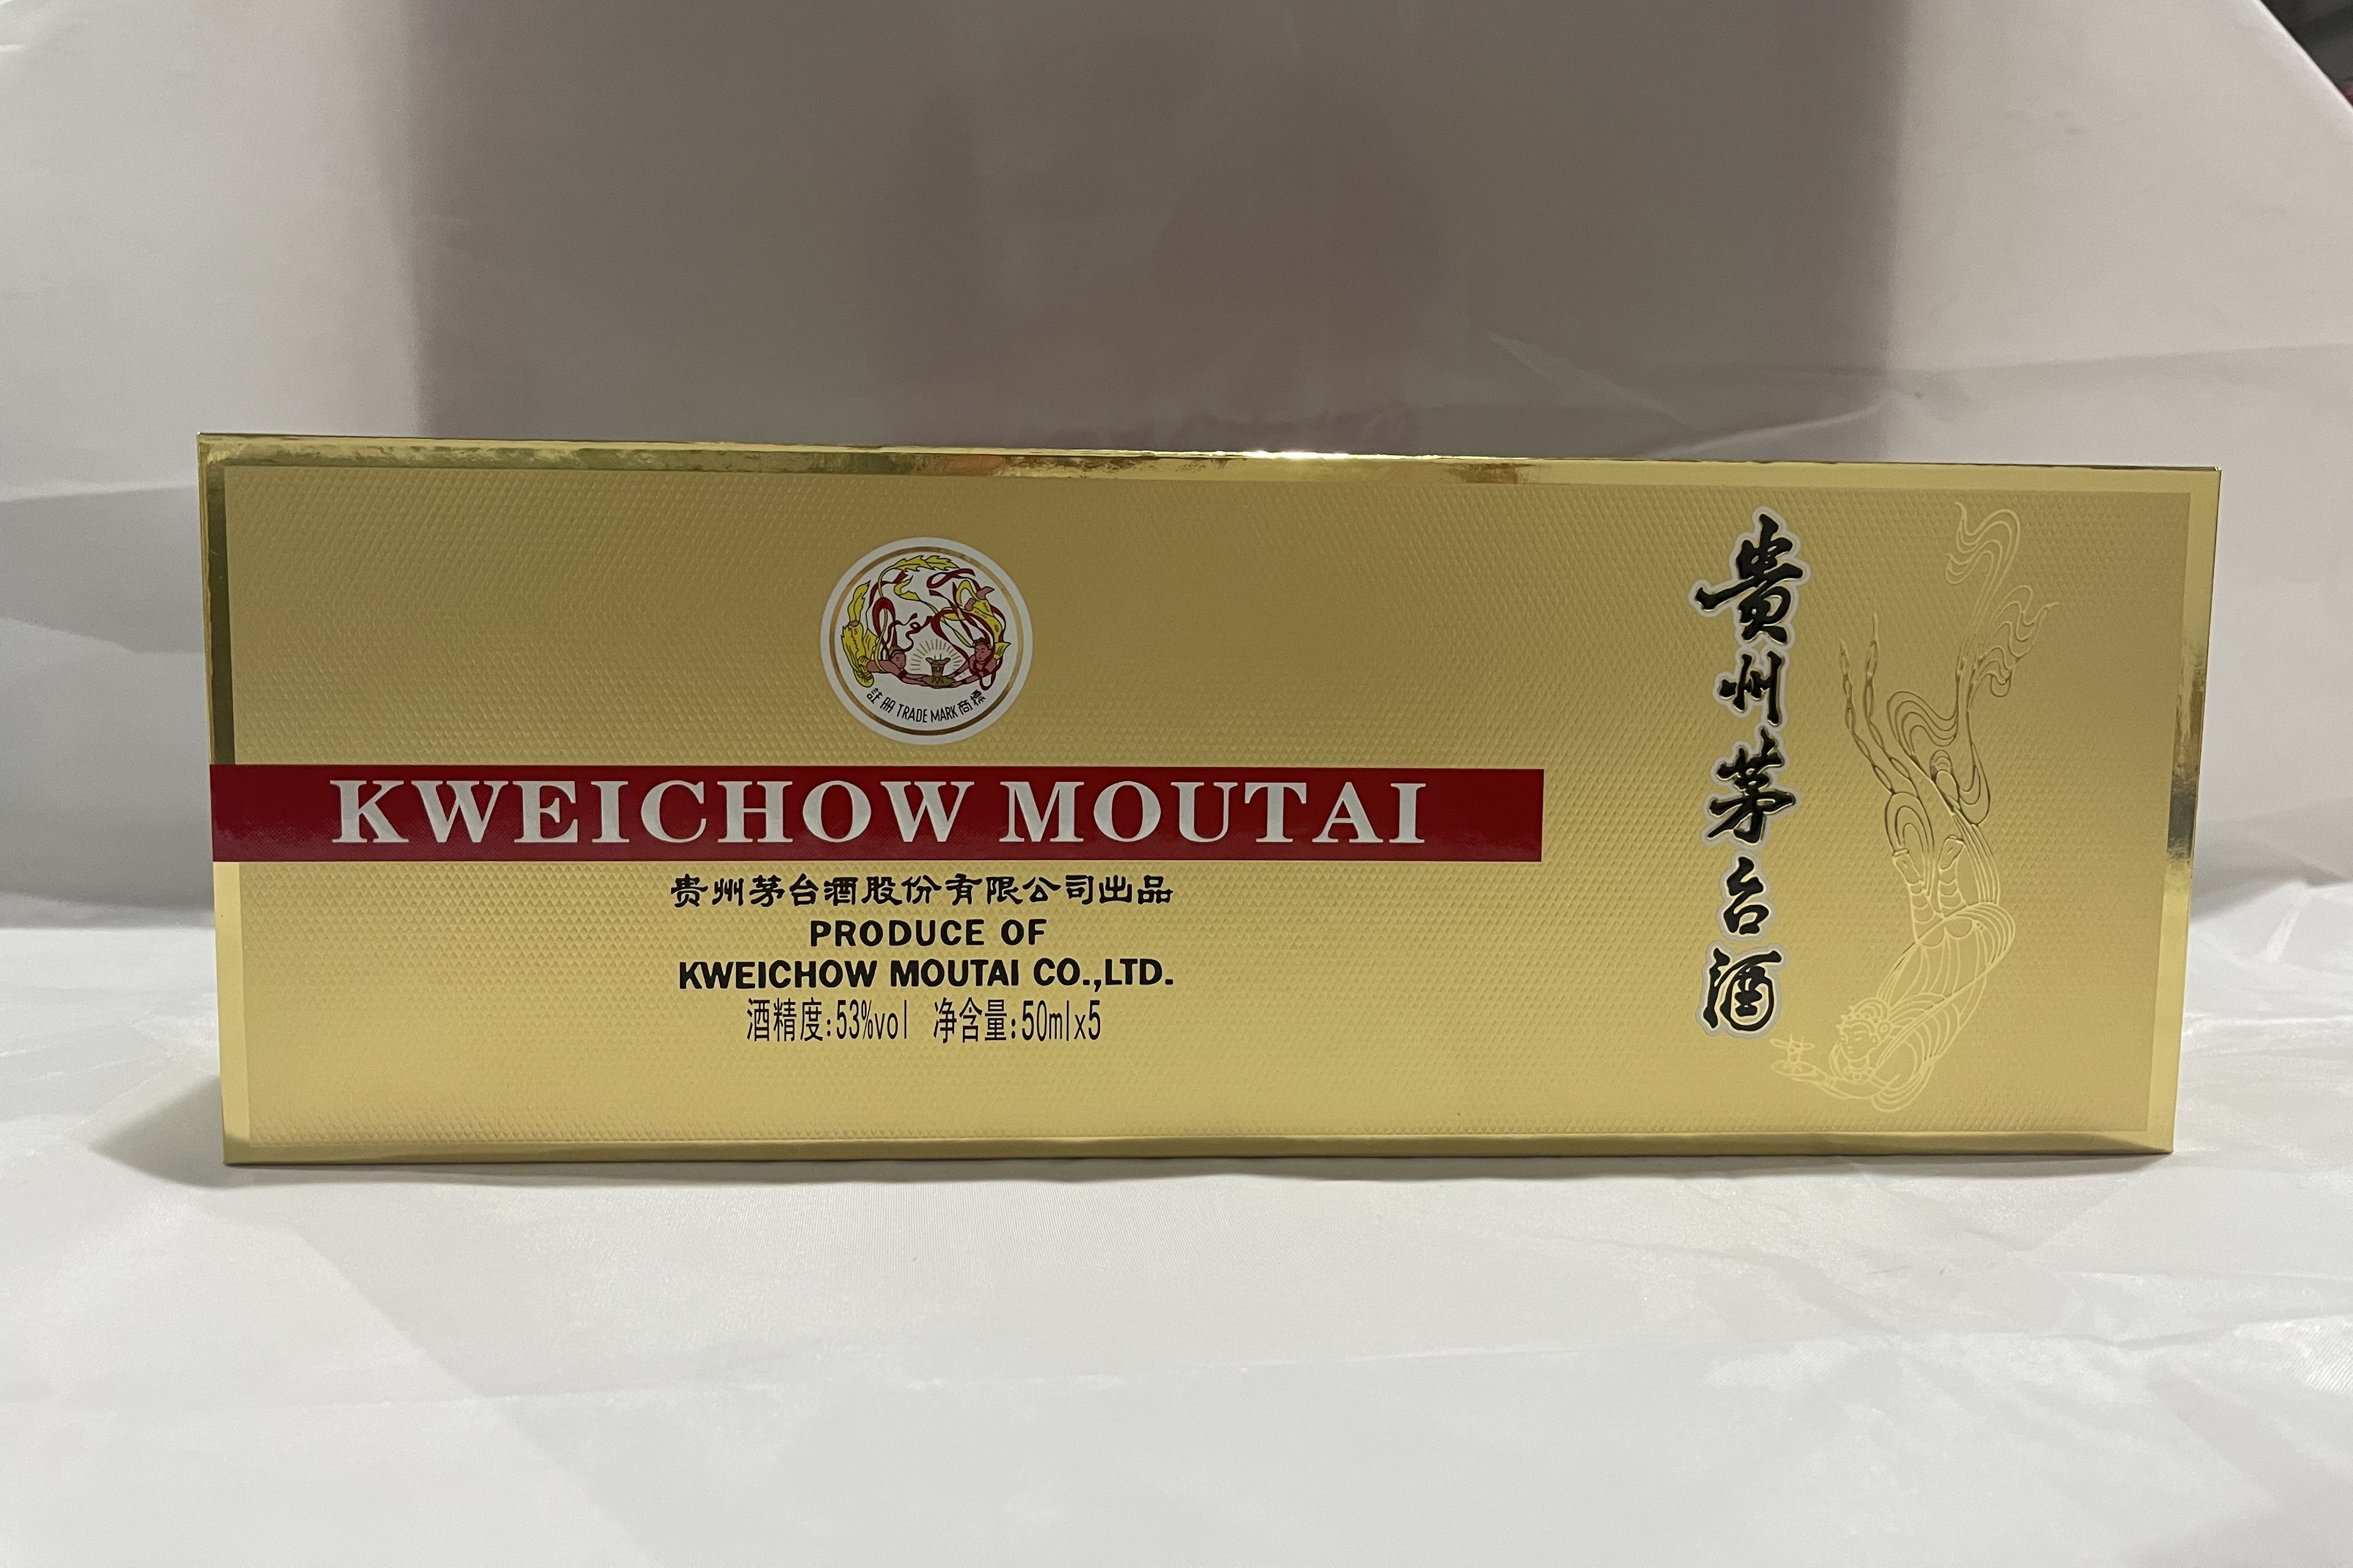 註册 TRADE MARK 商標
KWEICHOW MOUTAI
贵州茅台酒股份有限公司出品
PRODUCE OF
KWEICHOW MOUTAI CO.,LTD.
酒精度:53%vol 净含量:50mlx5
贵州茅台酒